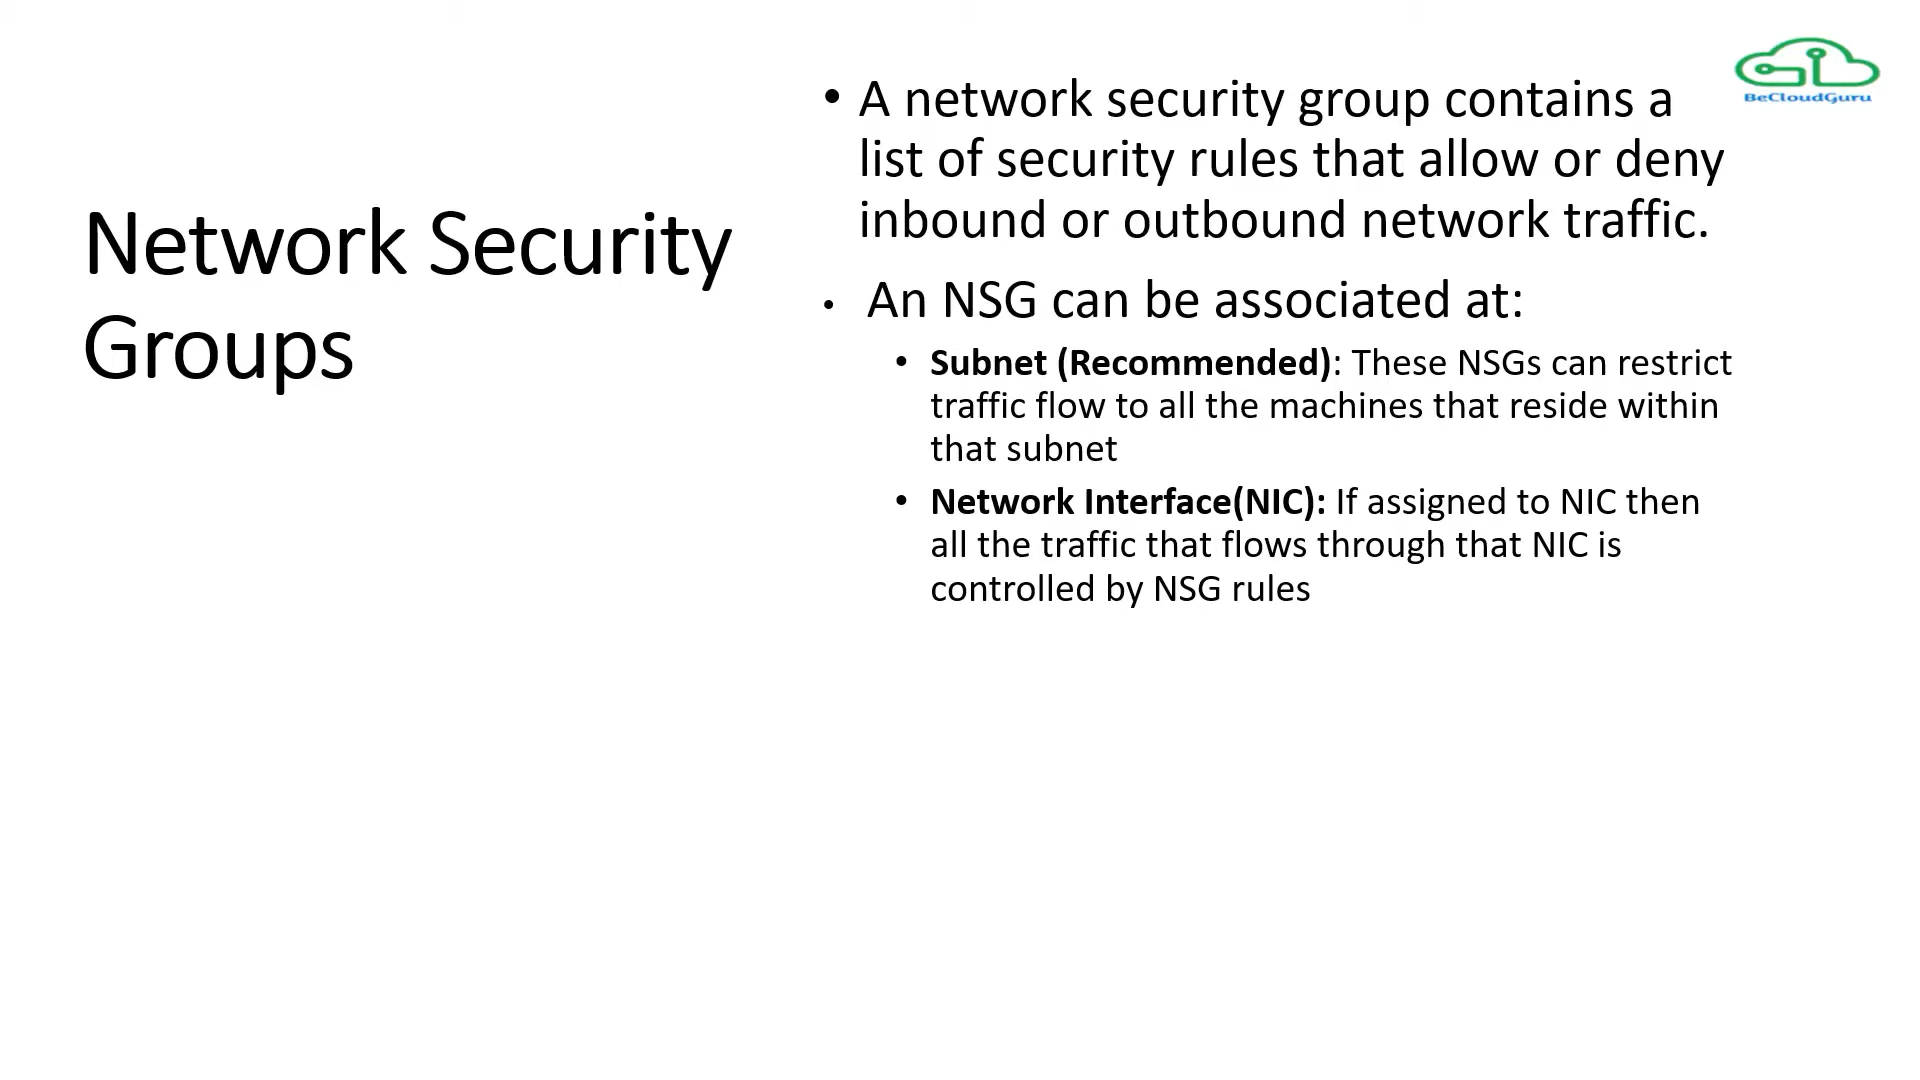 Network Security
Groups
• A network security group contains a
list of security rules that allow or deny
inbound or outbound network traffic.
• An NSG can be associated at:
• Subnet (Recommended): These NSGs can restrict
traffic flow to all the machines that reside within
that subnet
• Network Interface(NIC): If assigned to NIC then
all the traffic that flows through that NIC is
controlled by NSG rules
BeCloudGuru